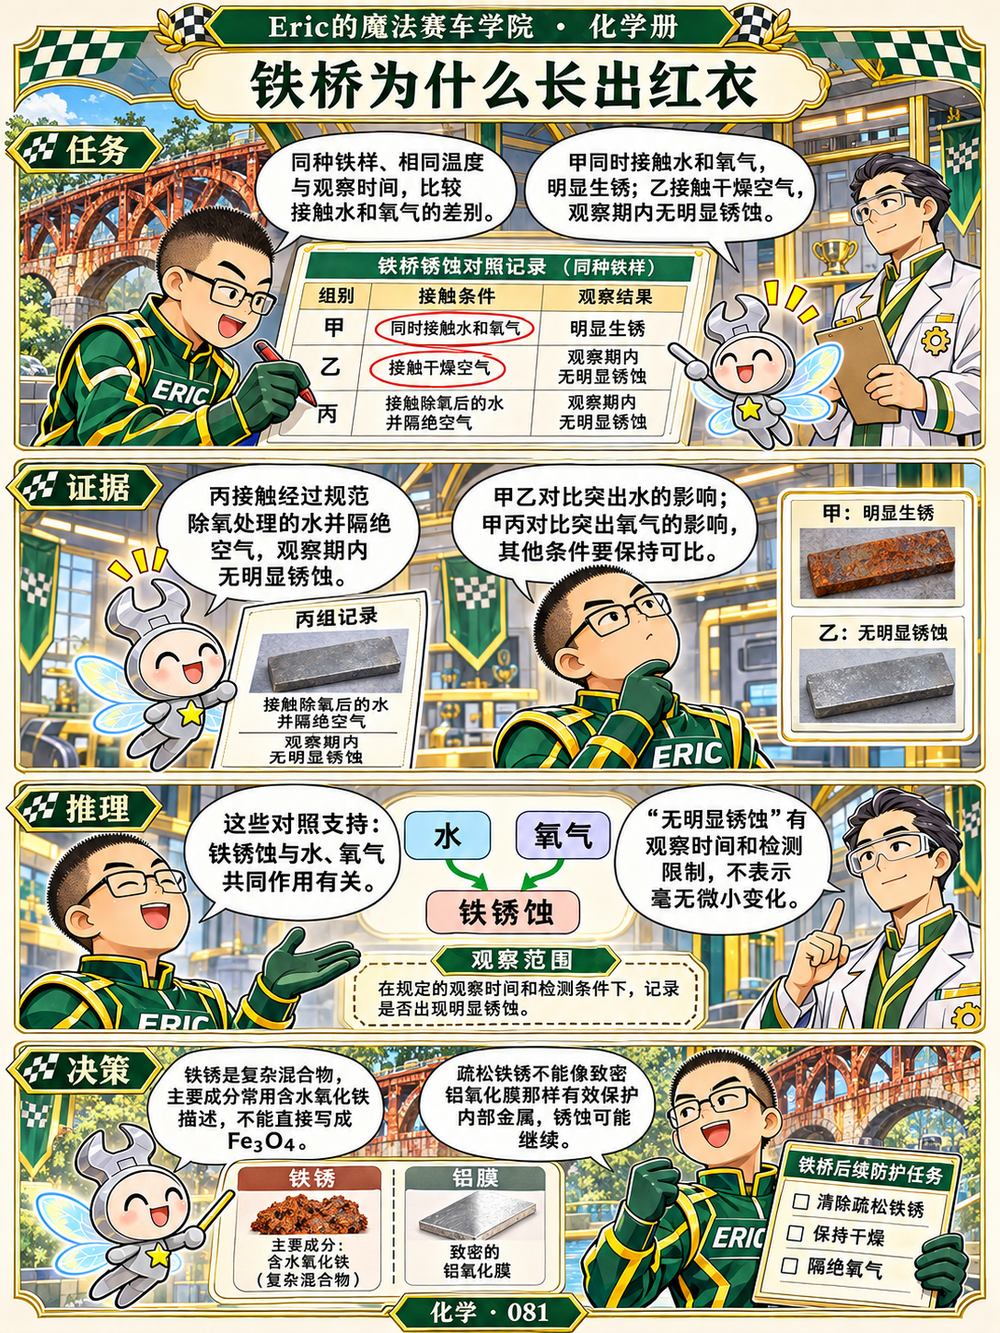 Eric的魔法赛车学院 · 化学册
铁桥为什么长出红衣
任务
同种铁样、相同温度
与观察时间，比较
接触水和氧气的差别。
甲同时接触水和氧气，
明显生锈；乙接触干燥空气，
观察期内无明显锈蚀。
铁桥锈蚀对照记录（同种铁样）
组别 接触条件 观察结果
甲 同时接触水和氧气 明显生锈
乙 接触干燥空气 观察期内
无明显锈蚀
丙 接触除氧后的水
并隔绝空气 观察期内
无明显锈蚀
ERIC
证据
丙接触经过规范
除氧处理的水并隔绝
空气，观察期内
无明显锈蚀。
甲乙对比突出水的影响；
甲丙对比突出氧气的影响，
其他条件要保持可比。
丙组记录
接触除氧后的水
并隔绝空气
观察期内
无明显锈蚀
ERIC
甲：明显生锈
乙：无明显锈蚀
推理
这些对照支持：
铁锈蚀与水、氧气
共同作用有关。
水
氧气
铁锈蚀
“无明显锈蚀”有
观察时间和检测
限制，不表示
毫无微小变化。
观察范围
在规定的观察时间和检测条件下，记录
是否出现明显锈蚀。
ERIC
决策
铁锈是复杂混合物，
主要成分常用含水氧化铁
描述，不能直接写成
Fe₃O₄。
疏松铁锈不能像致密
铝氧化膜那样有效保护
内部金属，锈蚀可能
继续。
铁锈
主要成分：
含水氧化铁
（复杂混合物）
铝膜
致密的
铝氧化膜
ERIC
铁桥后续防护任务
清除疏松铁锈
保持干燥
隔绝氧气
化学 · 081